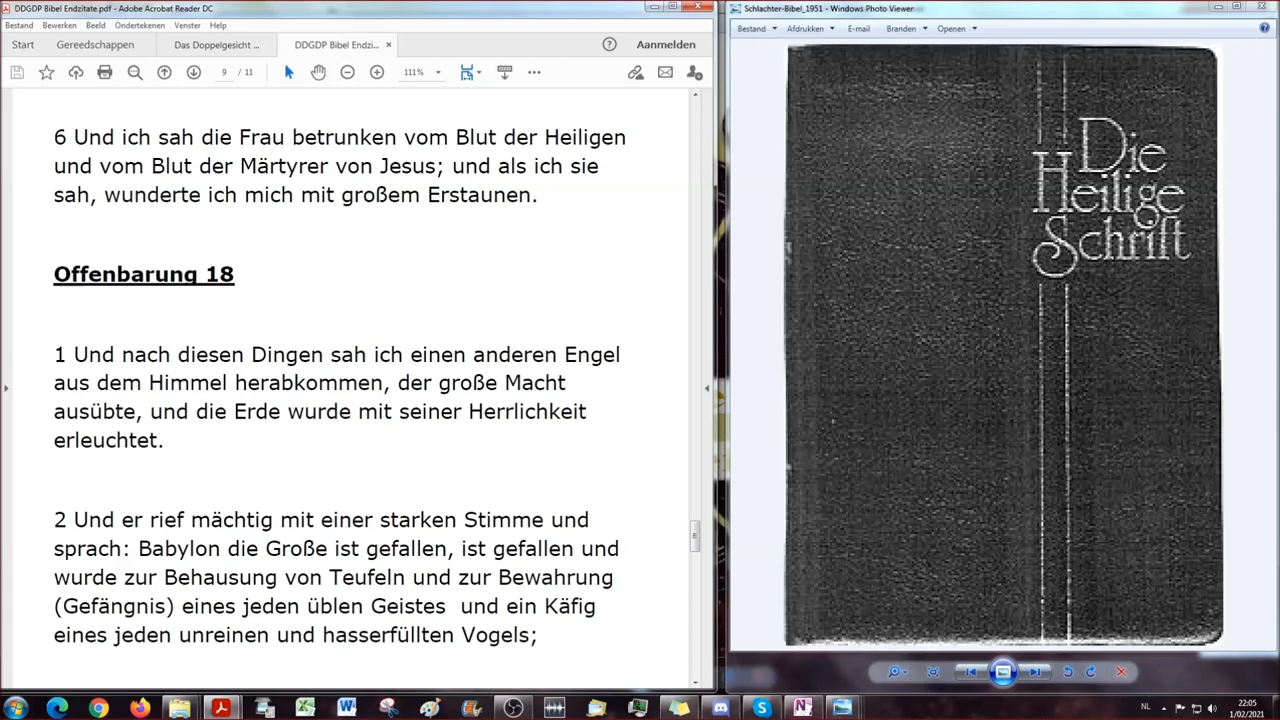 DDGDP Bibel Endzitate.pdf - Adobe Acrobat Reader DC
Bestand Bewerken Beeld Ondertekenen Venster Help
Start Gereedschappen Das Doppelgesicht ... DDGDP Bibel Endzi... × Anmelden
9 / 11 111%
6 Und ich sah die Frau betrunken vom Blut der Heiligen
und vom Blut der Märtyrer von Jesus; und als ich sie
sah, wunderte ich mich mit großem Erstaunen.
Offenbarung 18
1 Und nach diesen Dingen sah ich einen anderen Engel
aus dem Himmel herabkommen, der große Macht
ausübte, und die Erde wurde mit seiner Herrlichkeit
erleuchtet.
2 Und er rief mächtig mit einer starken Stimme und
sprach: Babylon die Große ist gefallen, ist gefallen und
wurde zur Behausung von Teufeln und zur Bewahrung
(Gefängnis) eines jeden üblen Geistes und ein Käfig
eines jeden unreinen und hasserfüllten Vogels;
Schlachter-Bibel_1951 - Windows Photo Viewer
Bestand Afdrukken E-mail Branden Openen
Die
Heilige
Schrift
NL
22:05
1/02/2021